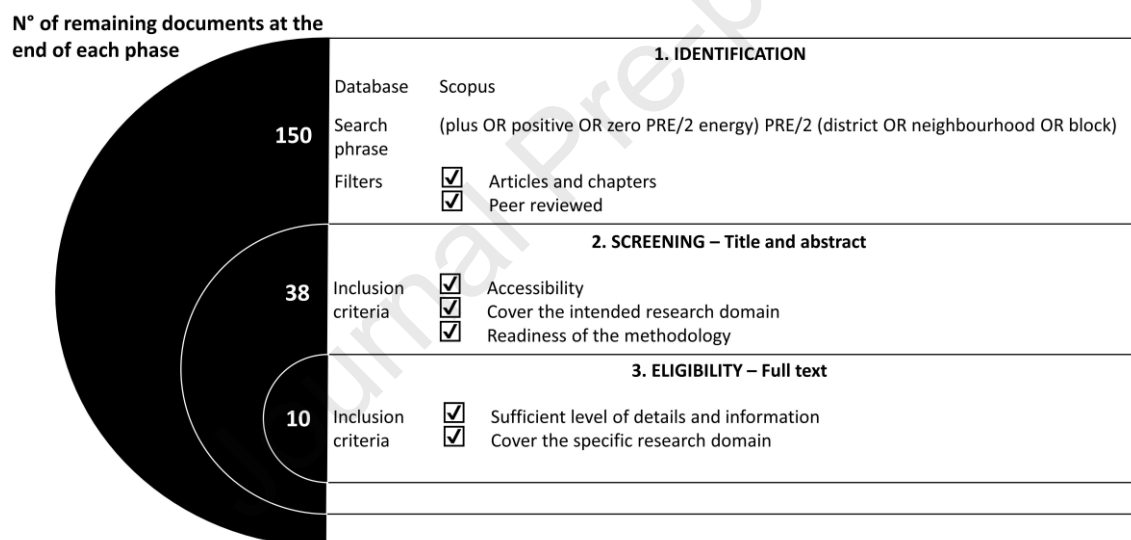 N° of remaining documents at the
end of each phase
1. IDENTIFICATION
Database Scopus
150
Search (plus OR positive OR zero PRE/2 energy) PRE/2 (district OR neighbourhood OR block)
phrase
Filters Articles and chapters
Peer reviewed
2. SCREENING – Title and abstract
38
Inclusion Accessibility
criteria Cover the intended research domain
Readiness of the methodology
3. ELIGIBILITY – Full text
10
Inclusion Sufficient level of details and information
criteria Cover the specific research domain
Journal Pre-p